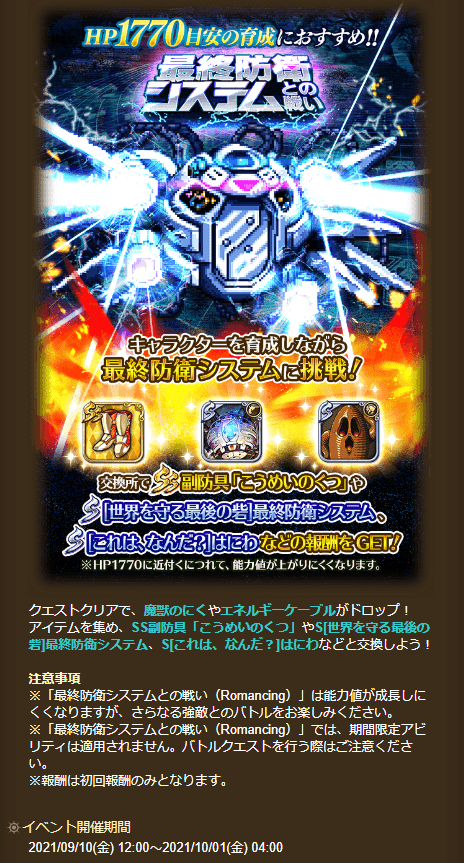 HP1770目安の育成におすすめ!!
最終防衛
システム
との
戦い
キャラクターを育成しながら
最終防衛システムに挑戦!
SS
S
S
交換所でSS副防具「こうめいのくつ」や
S[世界を守る最後の砦]最終防衛システム、
S[これは、なんだ?]はにわなどの報酬をGET!
※HP1770に近付くにつれて、能力値が上がりにくくなります。
クエストクリアで、魔獣のにくやエネルギーケーブルがドロップ！
アイテムを集め、SS副防具「こうめいのくつ」やS[世界を守る最後の
砦]最終防衛システム、S[これは、なんだ？]はにわなどと交換しよう！
注意事項
※「最終防衛システムとの戦い（Romancing）」は能力値が成長しに
くくなりますが、さらなる強敵とのバトルをお楽しみください。
※「最終防衛システムとの戦い（Romancing）」では、期間限定アビ
リティは適用されません。バトルクエストを行う際はご注意くださ
い。
※報酬は初回報酬のみとなります。
イベント開催期間
2021/09/10(金) 12:00～2021/10/01(金) 04:00